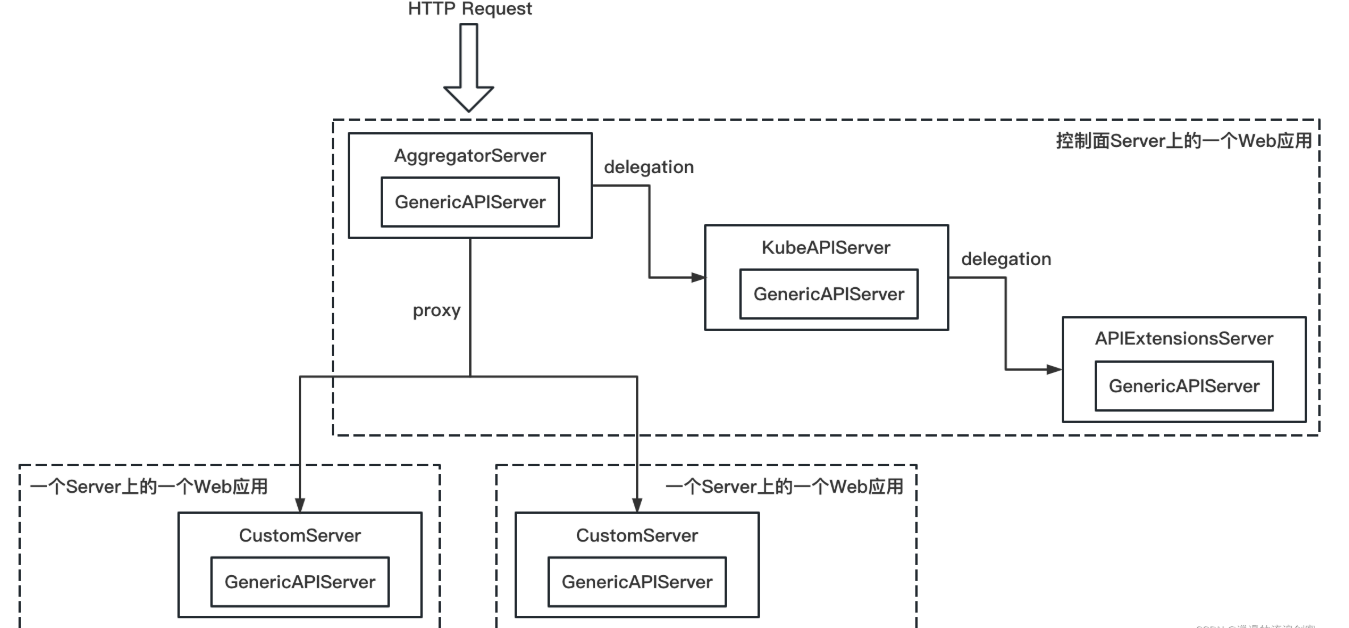 HTTP Request
控制面Server上的一个Web应用
AggregatorServer
GenericAPIServer
delegation
KubeAPIServer
GenericAPIServer
delegation
proxy
APIExtensionsServer
GenericAPIServer
一个Server上的一个Web应用
一个Server上的一个Web应用
CustomServer
GenericAPIServer
CustomServer
GenericAPIServer